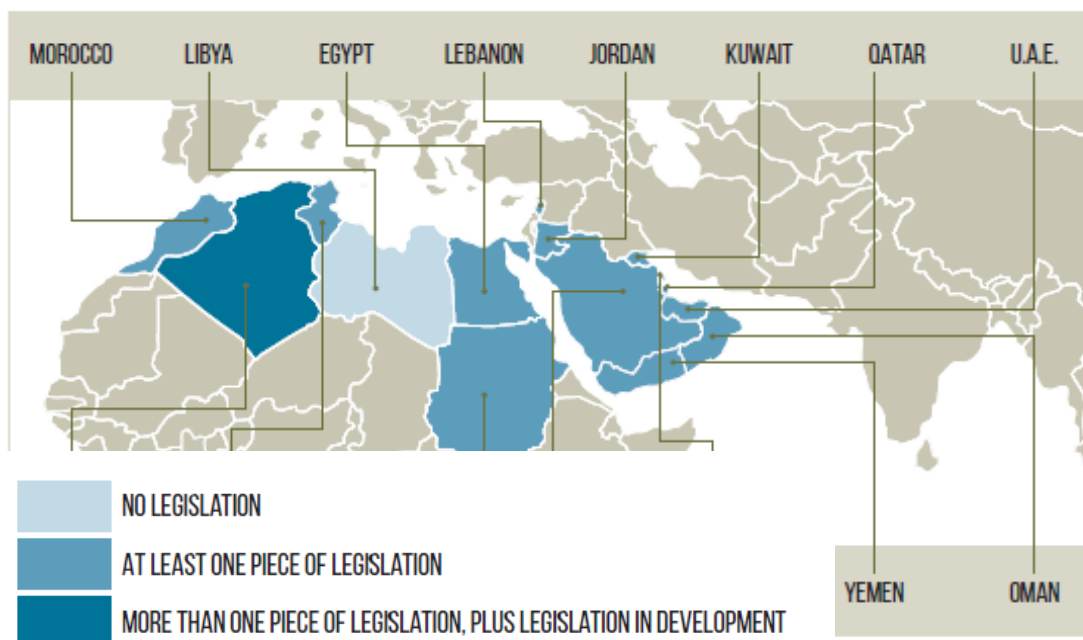 MOROCCO LIBYA EGYPT LEBANON JORDAN KUWAIT QATAR U.A.E.
NO LEGISLATION
AT LEAST ONE PIECE OF LEGISLATION
YEMEN OMAN
MORE THAN ONE PIECE OF LEGISLATION, PLUS LEGISLATION IN DEVELOPMENT